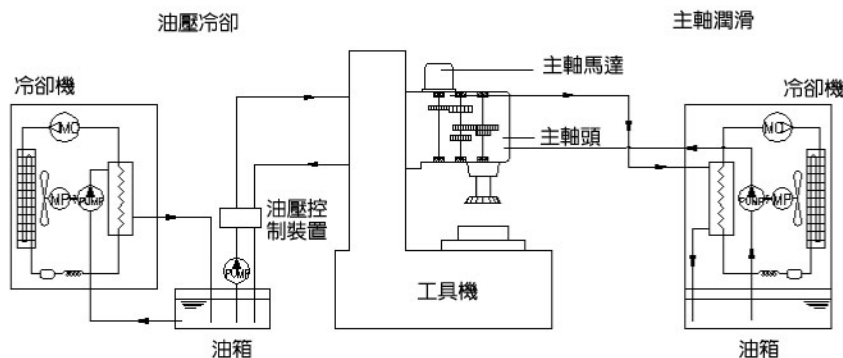 油壓冷卻
主軸潤滑
冷卻機
主軸馬達
冷卻機
主軸頭
MC
MP
PUMP
油壓控
制裝置
PUMP
工具機
油箱
MC
PUMP
MP
油箱